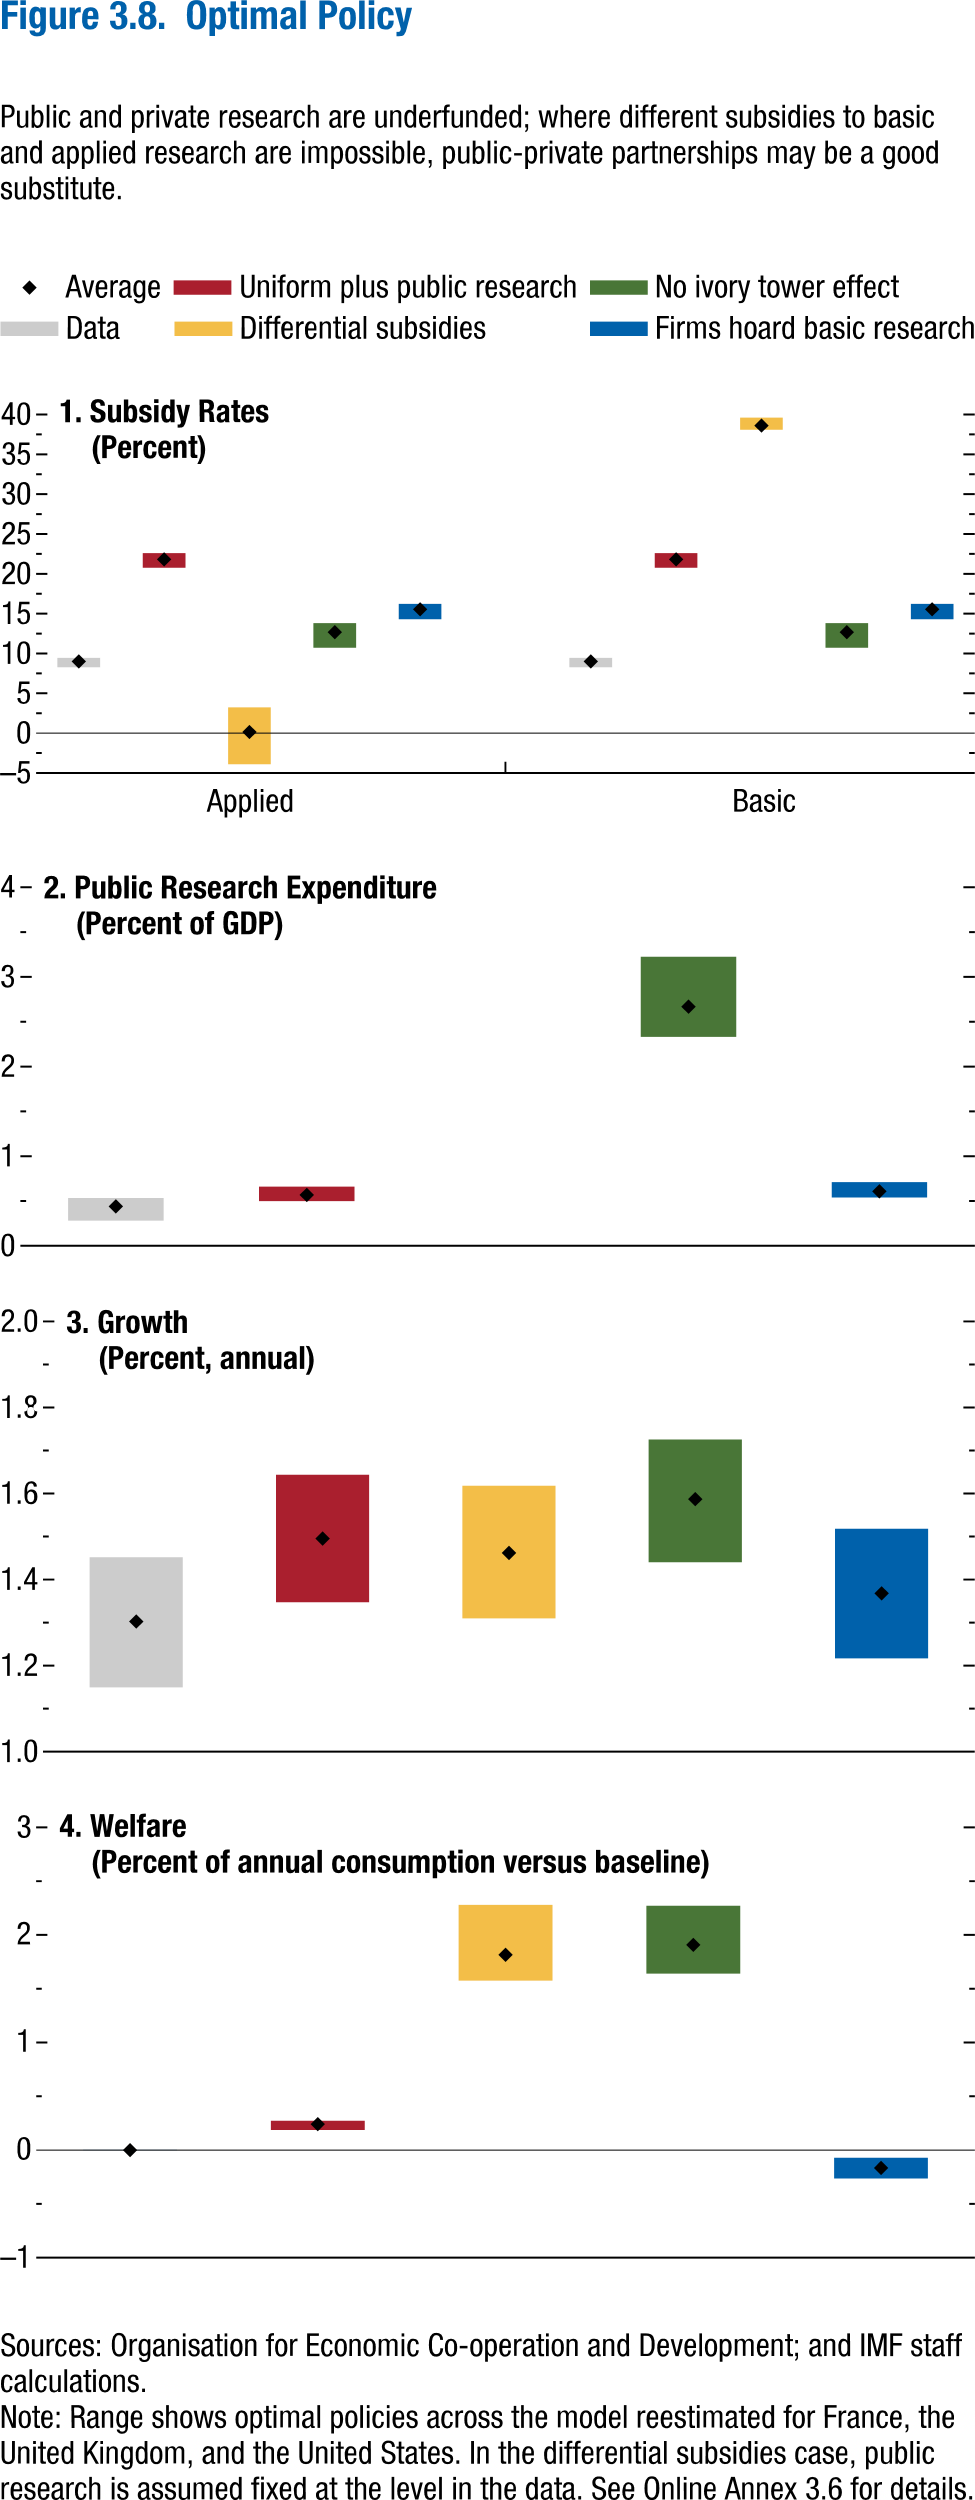 Figure 3.8. Optimal Policy
Public and private research are underfunded; where different subsidies to basic
and applied research are impossible, public-private partnerships may be a good
substitute.
Average
Uniform plus public research
No ivory tower effect
Data
Differential subsidies
Firms hoard basic research
1. Subsidy Rates
(Percent)
40
35
30
25
20
15
10
5
0
–5
Applied
Basic
2. Public Research Expenditure
(Percent of GDP)
4
3
2
1
0
3. Growth
(Percent, annual)
2.0
1.8
1.6
1.4
1.2
1.0
4. Welfare
(Percent of annual consumption versus baseline)
3
2
1
0
–1
Sources: Organisation for Economic Co-operation and Development; and IMF staff
calculations.
Note: Range shows optimal policies across the model reestimated for France, the
United Kingdom, and the United States. In the differential subsidies case, public
research is assumed fixed at the level in the data. See Online Annex 3.6 for details.